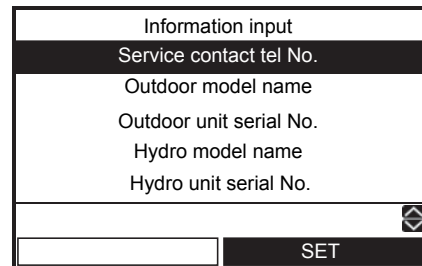 Information input
Service contact tel No.
Outdoor model name
Outdoor unit serial No.
Hydro model name
Hydro unit serial No.
SET